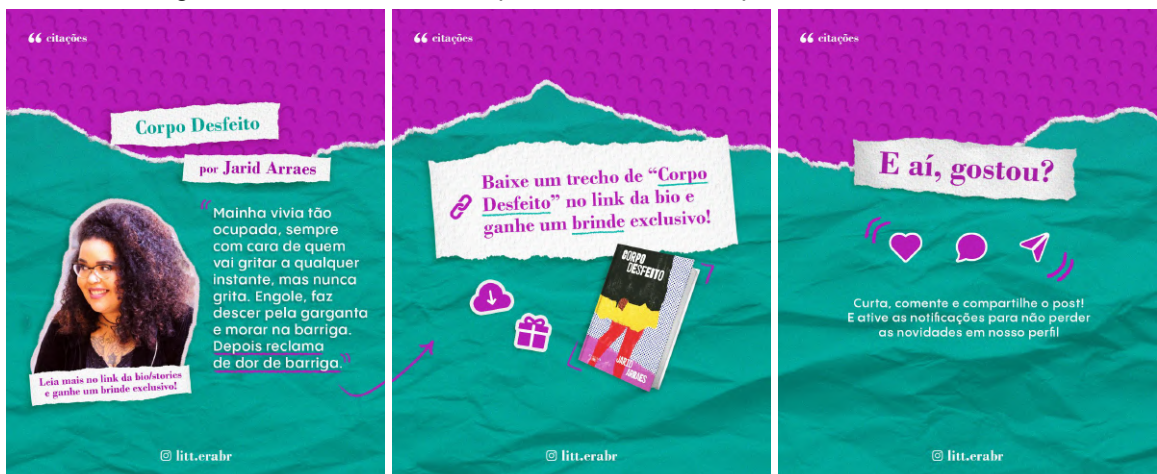 citações
Corpo Desfeito
por Jarid Arraes
“Mainha vivia tão
ocupada, sempre
com cara de quem
vai gritar a qualquer
instante, mas nunca
grita. Engole, faz
descer pela garganta
e morar na barriga.
Depois reclama
de dor de barriga.”
Leia mais no link da bio/stories
e ganhe um brinde exclusivo!
litt.erabr
citações
Baixe um trecho de “Corpo
Desfeito” no link da bio e
ganhe um brinde exclusivo!
CORPO
DESFEITO
JARID
ARRAES
litt.erabr
citações
E aí, gostou?
Curta, comente e compartilhe o post!
E ative as notificações para não perder
as novidades em nosso perfil
litt.erabr